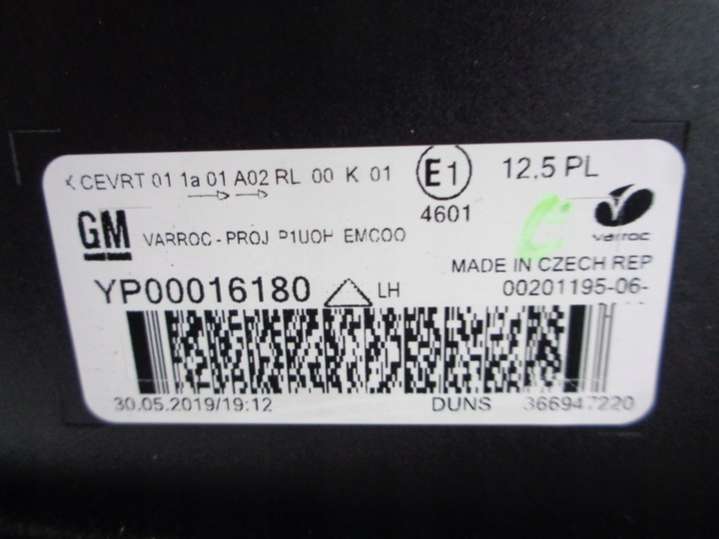 CEVRT 01 1a 01 A02 RL 00 K 01 E1 12,5 PL
4601
GM VARROC - PROJ P1UOH EMCOO varroc
MADE IN CZECH REP
YP00016180 LH 00201195-06-
30.05.2019/19:12 DUNS 366947220